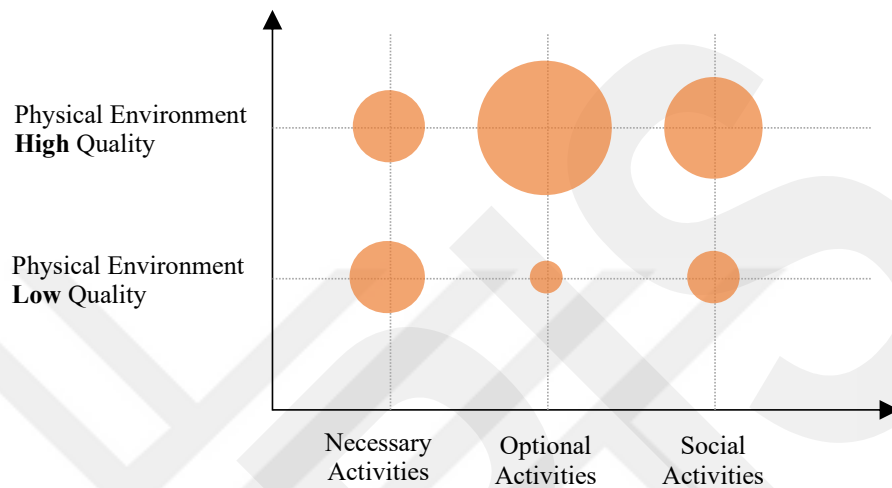 Physical Environment
High Quality
Physical Environment
Low Quality
Necessary
Activities
Optional
Activities
Social
Activities